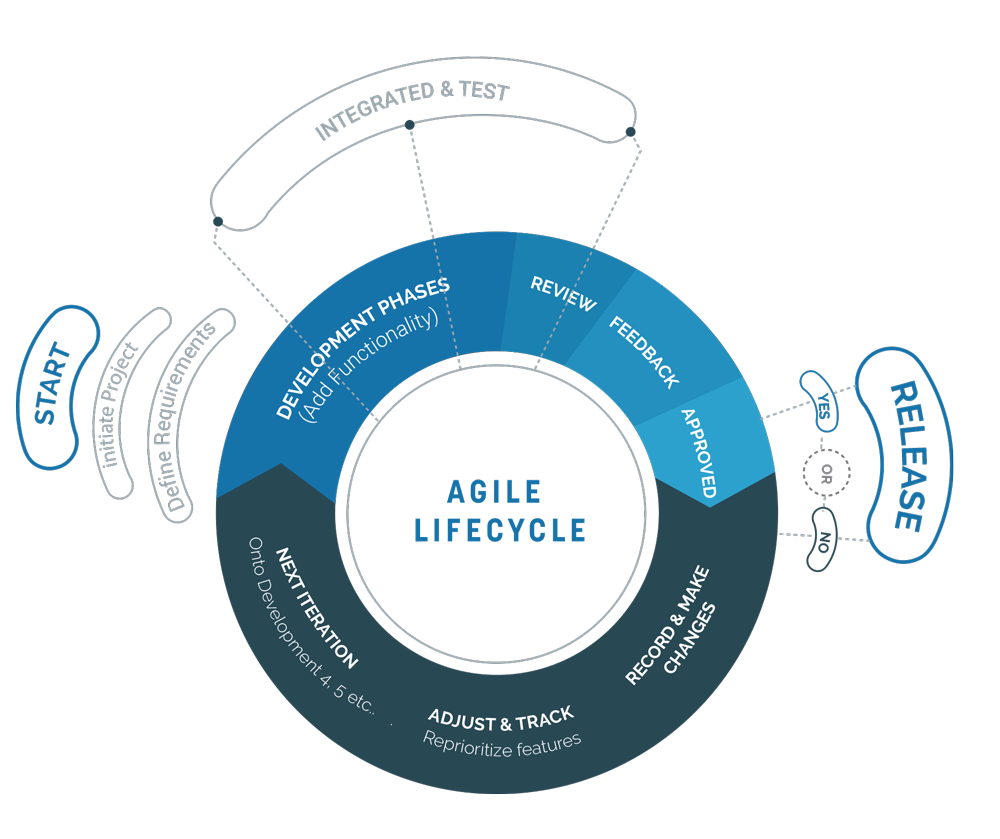 INTEGRATED & TEST
START
initiate Project
Define Requirements
DEVELOPMENT PHASES
(Add Functionality)
REVIEW
FEEDBACK
APPROVED
YES
OR
NO
RELEASE
AGILE
LIFECYCLE
RECORD & MAKE
CHANGES
ADJUST & TRACK
Reprioritize features
NEXT ITERATION
Onto Development 4, 5 etc.. .